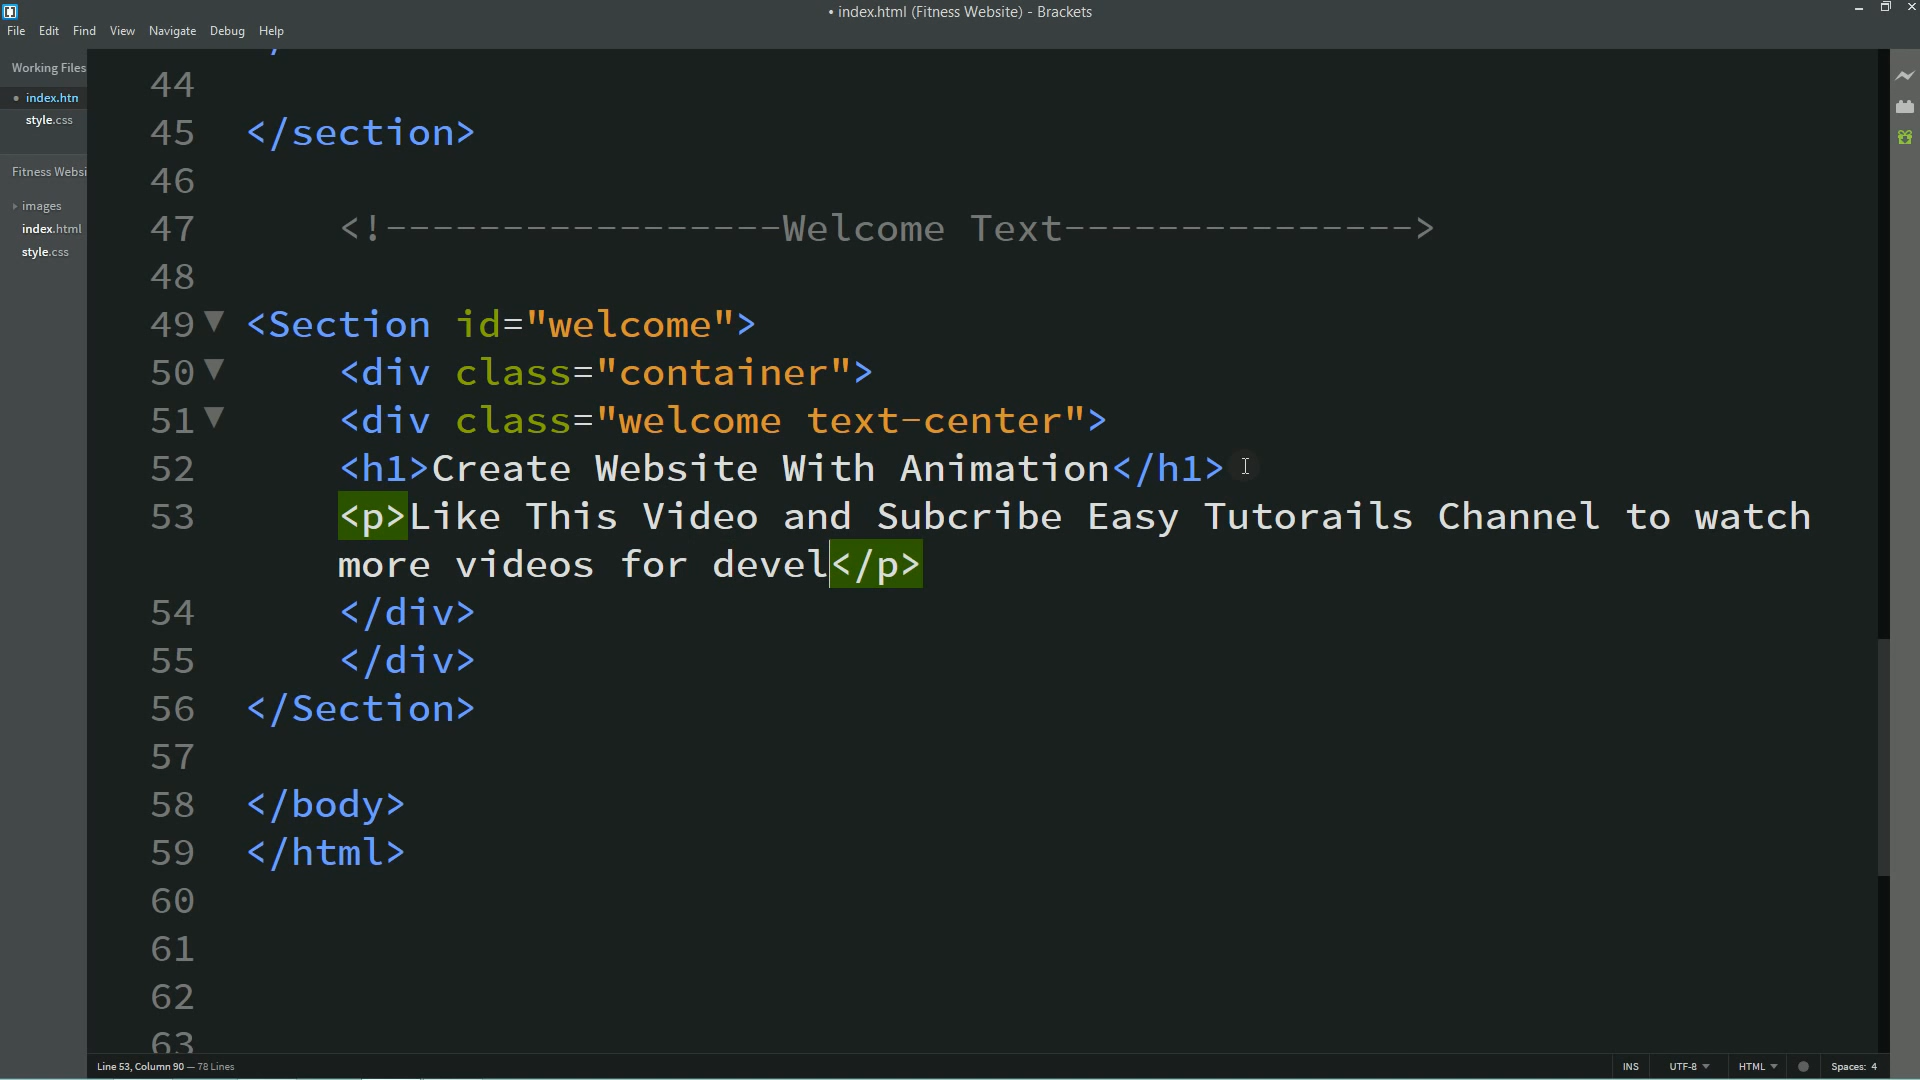 • index.html (Fitness Website) - Brackets
File Edit Find View Navigate Debug Help
Working Files
• index.htn
style.css
Fitness Websi
images
index.html
style.css
44
45 </section>
46
47 <!-----------------Welcome Text--------------->
48
49 <Section id="welcome">
50 <div class="container">
51 <div class="welcome text-center">
52 <h1>Create Website With Animation</h1>
53 <p>Like This Video and Subcribe Easy Tutorails Channel to watch
more videos for devel</p>
54 </div>
55 </div>
56 </Section>
57
58 </body>
59 </html>
60
61
62
63
Line 53, Column 90 — 78 Lines
INS UTF-8 HTML Spaces: 4